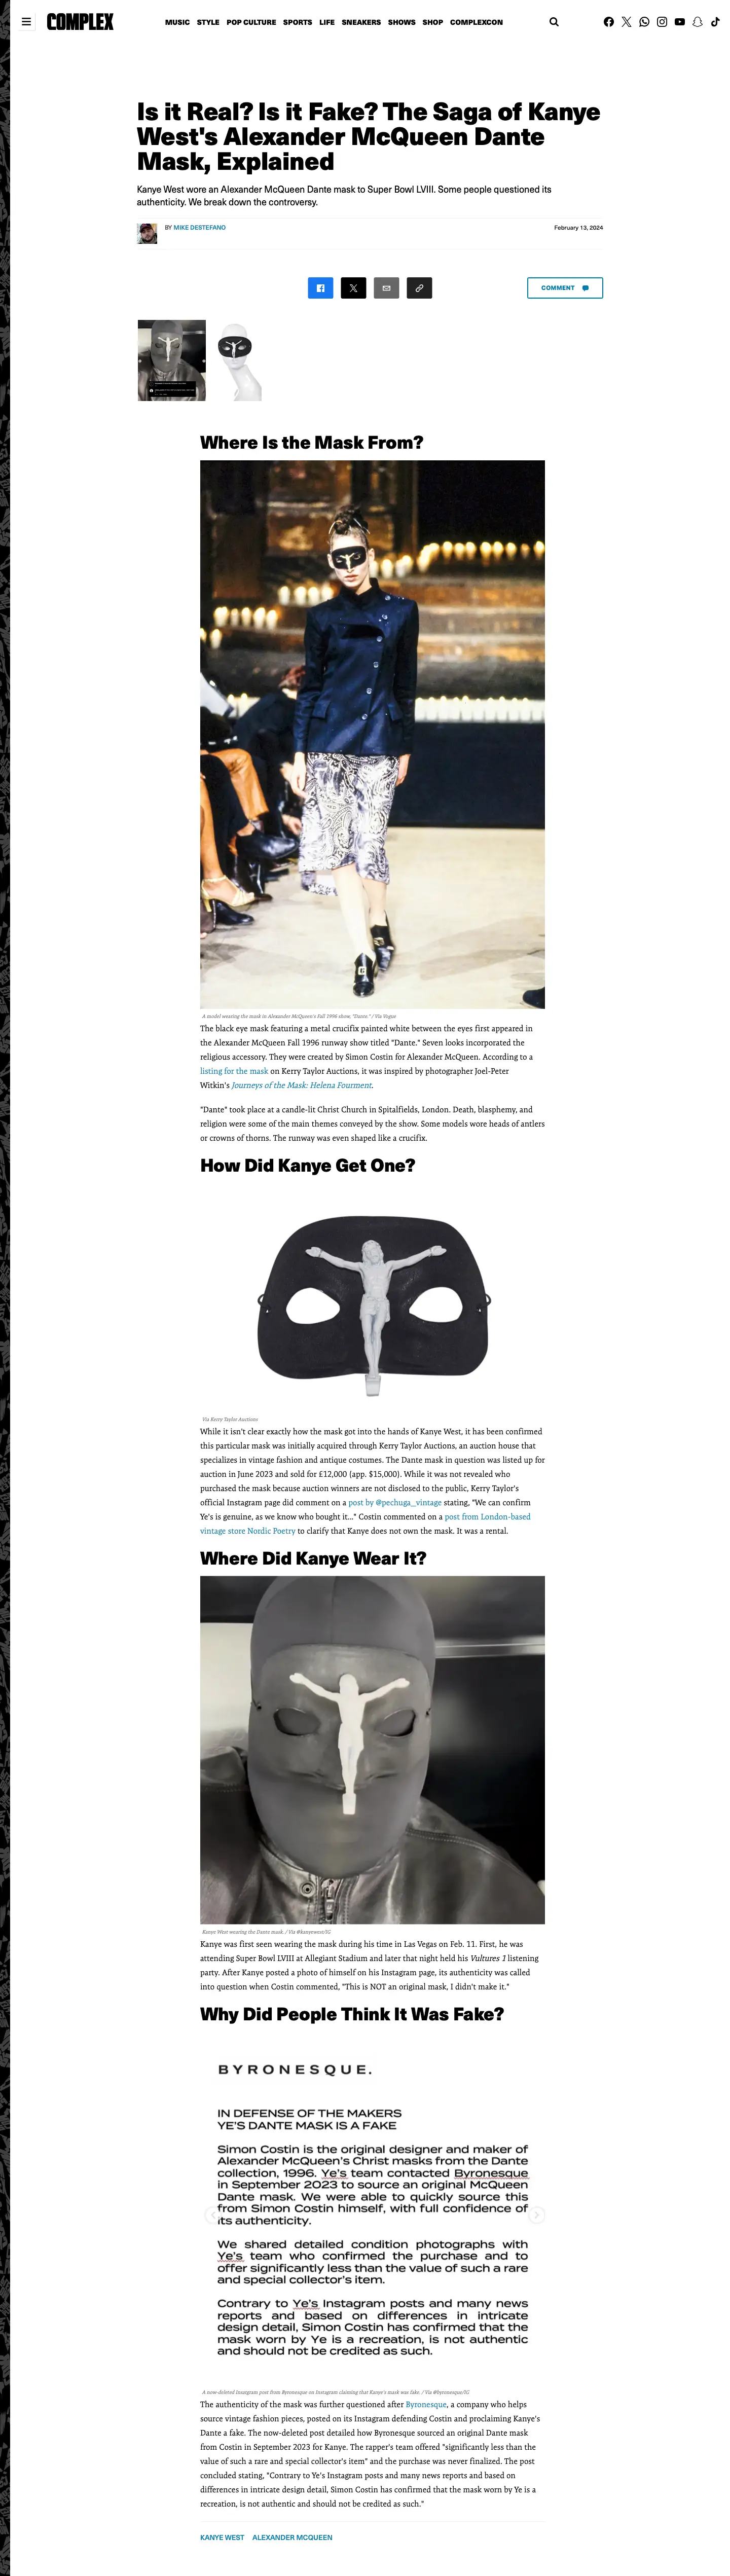 COMPLEX
MUSIC STYLE POP CULTURE SPORTS LIFE SNEAKERS SHOWS SHOP COMPLEXCON
Is it Real? Is it Fake? The Saga of Kanye
West's Alexander McQueen Dante
Mask, Explained
Kanye West wore an Alexander McQueen Dante mask to Super Bowl LVIII. Some people questioned its
authenticity. We break down the controversy.
BY MIKE DESTEFANO
February 13, 2024
COMMENT
Where Is the Mask From?
A model wearing the mask in Alexander McQueen's Fall 1996 show, "Dante." / Via Vogue
The black eye mask featuring a metal crucifix painted white between the eyes first appeared in
the Alexander McQueen Fall 1996 runway show titled "Dante." Seven looks incorporated the
religious accessory. They were created by Simon Costin for Alexander McQueen. According to a
listing for the mask on Kerry Taylor Auctions, it was inspired by photographer Joel-Peter
Witkin's Journeys of the Mask: Helena Fourment.
"Dante" took place at a candle-lit Christ Church in Spitalfields, London. Death, blasphemy, and
religion were some of the main themes conveyed by the show. Some models wore heads of antlers
or crowns of thorns. The runway was even shaped like a crucifix.
How Did Kanye Get One?
Via Kerry Taylor Auctions
While it isn't clear exactly how the mask got into the hands of Kanye West, it has been confirmed
this particular mask was initially acquired through Kerry Taylor Auctions, an auction house that
specializes in vintage fashion and antique costumes. The Dante mask in question was listed up for
auction in June 2023 and sold for £12,000 (app. $15,000). While it was not revealed who
purchased the mask because auction winners are not disclosed to the public, Kerry Taylor's
official Instagram page did comment on a post by @pechuga_vintage stating, "We can confirm
Ye's is genuine, as we know who bought it…" Costin commented on a post from London-based
vintage store Nordic Poetry to clarify that Kanye does not own the mask. It was a rental.
Where Did Kanye Wear It?
Kanye West wearing the Dante mask. / Via @kanyewest/IG
Kanye was first seen wearing the mask during his time in Las Vegas on Feb. 11. First, he was
attending Super Bowl LVIII at Allegiant Stadium and later that night held his Vultures 1 listening
party. After Kanye posted a photo of himself on his Instagram page, its authenticity was called
into question when Costin commented, "This is NOT an original mask, I didn't make it."
Why Did People Think It Was Fake?
BYRONESQUE.
IN DEFENSE OF THE MAKERS
YE'S DANTE MASK IS A FAKE
Simon Costin is the original designer and maker of
Alexander McQueen's Christ masks from the Dante
collection, 1996. Ye's team contacted Byronesque
in September 2023 to source an original McQueen
Dante mask. We were able to quickly source this
from Simon Costin himself, with full confidence of
its authenticity.
We shared detailed condition photographs with
Ye's team who confirmed the purchase and to
offer significantly less than the value of such a rare
and special collector's item.
Contrary to Ye's Instagram posts and many news
reports and based on differences in intricate
design detail, Simon Costin has confirmed that the
mask worn by Ye is a recreation, is not authentic
and should not be credited as such.
A now-deleted Instargram post from Byronesque on Instagram claiming that Kanye's mask was fake. / Via @byronesque/IG
The authenticity of the mask was further questioned after Byronesque, a company who helps
source vintage fashion pieces, posted on its Instagram defending Costin and proclaiming Kanye's
Dante a fake. The now-deleted post detailed how Byronesque sourced an original Dante mask
from Costin in September 2023 for Kanye. The rapper's team offered "significantly less than the
value of such a rare and special collector's item" and the purchase was never finalized. The post
concluded stating, "Contrary to Ye's Instagram posts and many news reports and based on
differences in intricate design detail, Simon Costin has confirmed that the mask worn by Ye is a
recreation, is not authentic and should not be credited as such."
KANYE WEST ALEXANDER MCQUEEN